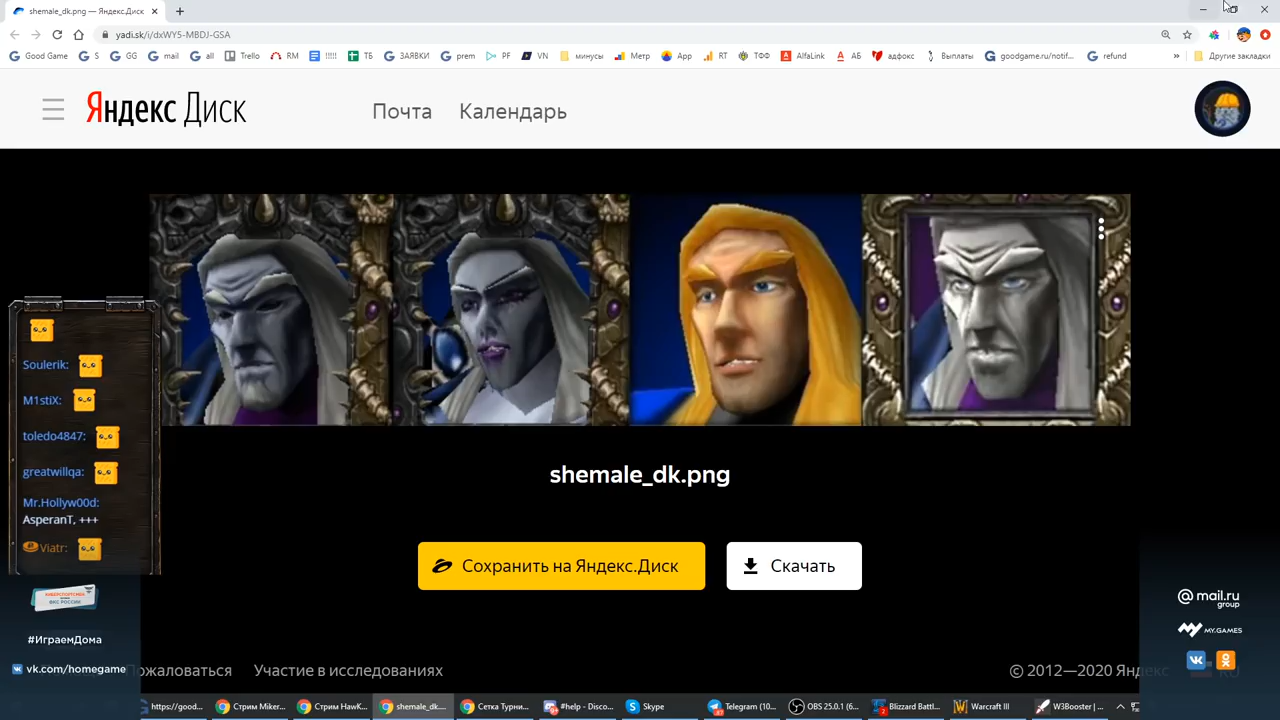 shemale_dk.png — Яндекс.Диск
yadi.sk/i/dxWY5-MBDJ-GSA
Good Game
S
GG
mail
all
Trello
RM
!!!!!
ТБ
ЗАЯВКИ
prem
PF
VN
минусы
Метр
App
RT
ТФФ
AlfaLink
АБ
адфокс
Выплаты
goodgame.ru/notif...
refund
»
Другие закладки
Яндекс Диск
Почта
Календарь
Soulerik:
M1stiX:
toledo4847:
greatwillqa:
Mr.Hollyw00d:
AsperanT, +++
Viatr:
shemale_dk.png
Сохранить на Яндекс.Диск
Скачать
ФКС РОССИИ
#ИграемДома
vk.com/homegame
Пожаловаться
Участие в исследованиях
@mail.ru
group
MY.GAMES
© 2012—2020 Яндекс
RU
https://good...
Стрим Miker...
Стрим HawK...
shemale_dk....
Сетка Турни...
#help - Disco...
Skype
Telegram (10...
OBS 25.0.1 (6...
Blizzard Battl...
Warcraft III
W3Booster | ...